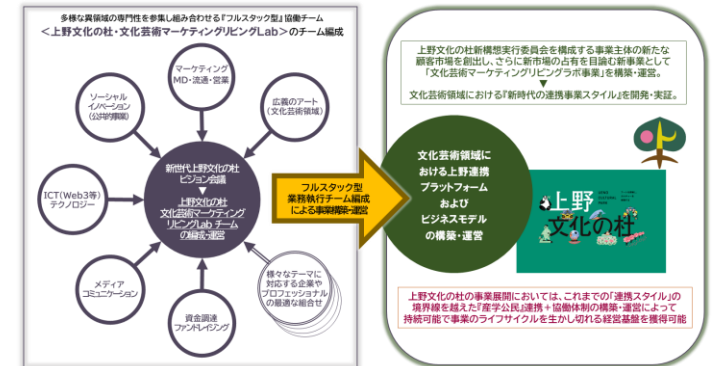 多様な異領域の専門性を参集し組み合わせる『フルスタック型』協働チーム
＜上野文化の杜・文化芸術マーケティングリビングLab＞のチーム編成
マーケティング
MD・流通・営業
ソーシャル
イノベーション
(公共的事業)
広義のアート
(文化芸術領域)
新世代上野文化の杜
ビジョン会議
▼
上野文化の杜
文化芸術マーケティング
リビングLab チーム
の編成・運営
ICT(Web3等)
テクノロジー
メディア
コミュニケーション
資金調達
ファンドレイジング
様々なテーマに
対応する企業や
プロフェッショナル
の最適な組合せ
フルスタック型
業務執行チーム編成
による事業構築・運営
上野文化の杜新構想実行委員会を構成する事業主体の新たな
顧客市場を創出し、さらに新市場の占有を目論む新事業として
「文化芸術マーケティングリビングラボ事業」を構築・運営。
▼
文化芸術領域における『新時代の連携事業スタイル』を開発・実証。
文化芸術領域に
おける上野連携
プラットフォーム
および
ビジネスモデル
の構築・運営
上野
文化の杜
上野文化の杜の事業展開においては、これまでの「連携スタイル」の
境界線を越えた『産学公民』連携＋協働体制の構築・運営によって
持続可能で事業のライフサイクルを生かし切れる経営基盤を獲得可能